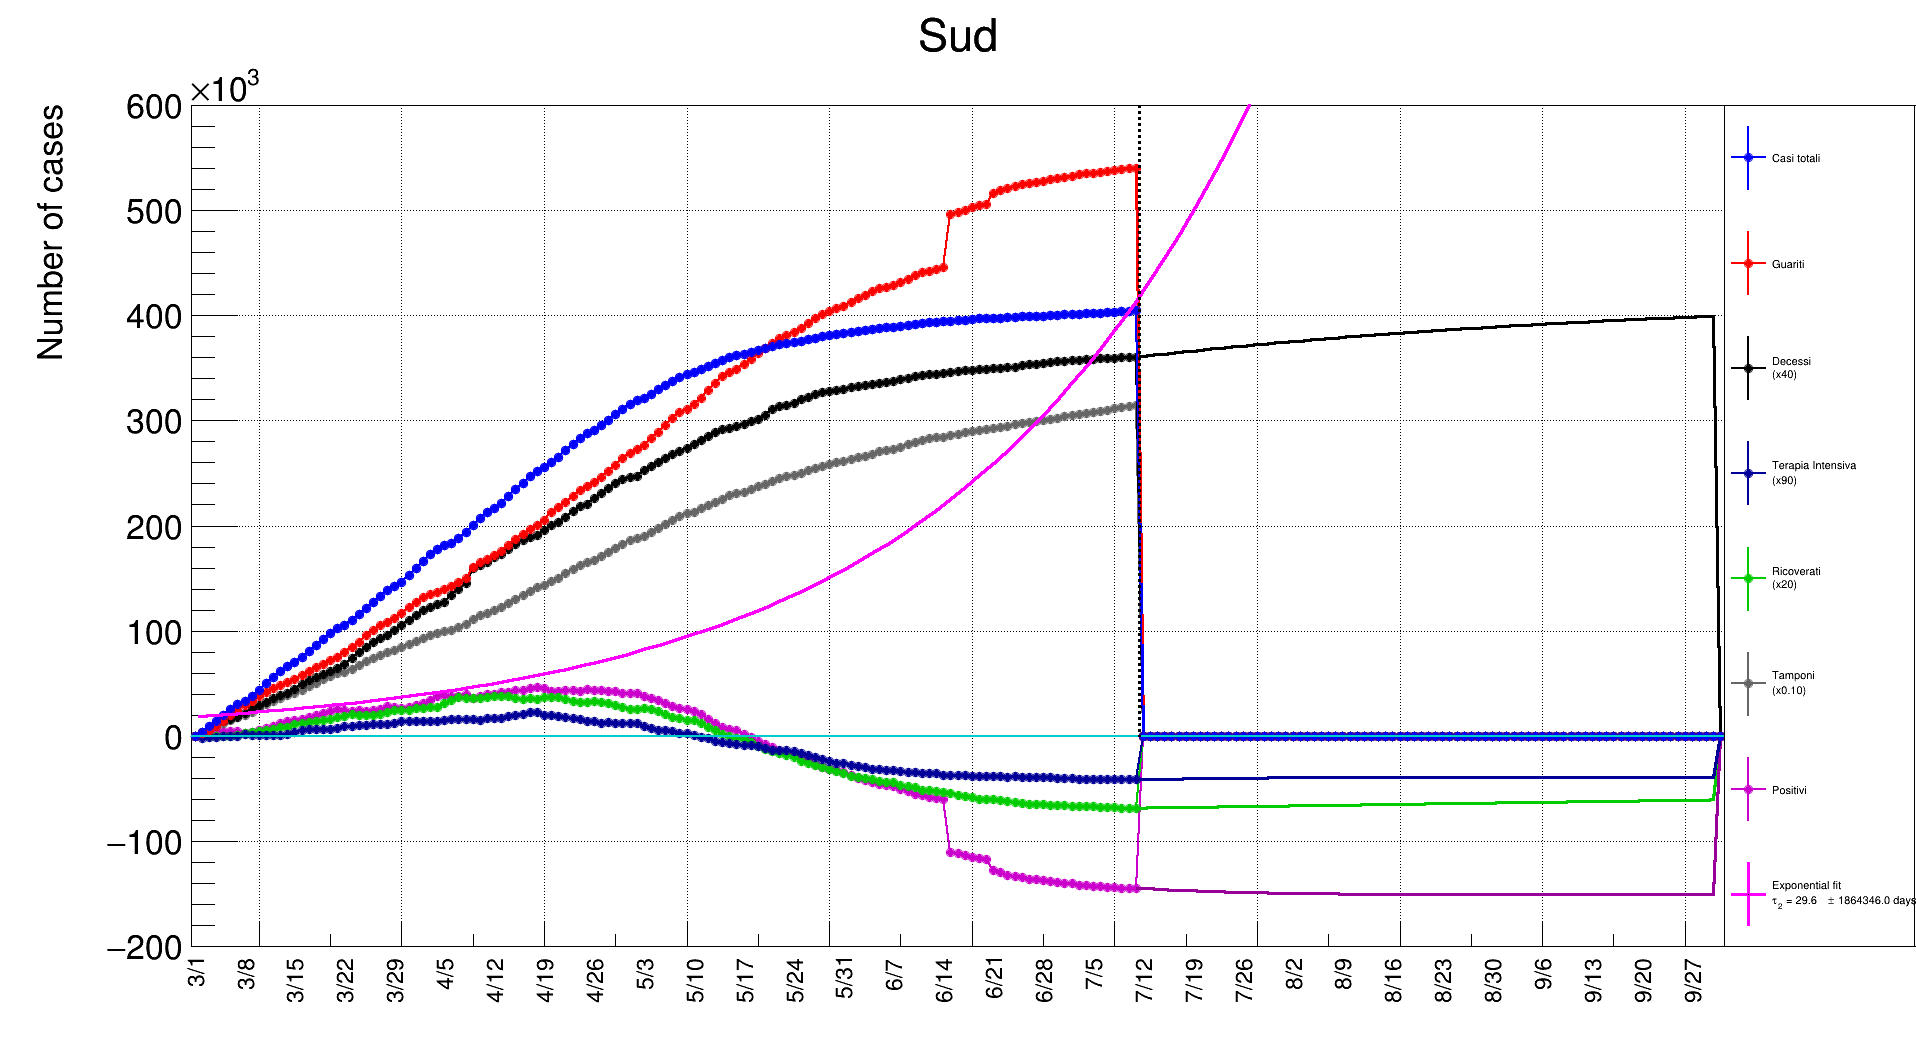 Sud
×10³
Number of cases
600
500
400
300
200
100
0
−100
−200
3/1
3/8
3/15
3/22
3/29
4/5
4/12
4/19
4/26
5/3
5/10
5/17
5/24
5/31
6/7
6/14
6/21
6/28
7/5
7/12
7/19
7/26
8/2
8/9
8/16
8/23
8/30
9/6
9/13
9/20
9/27
Casi totali
Guariti
Decessi
(x40)
Terapia Intensiva
(x90)
Ricoverati
(x20)
Tamponi
(x0.10)
Positivi
Exponential fit
τ₂ = 29.6 ± 1864346.0 days